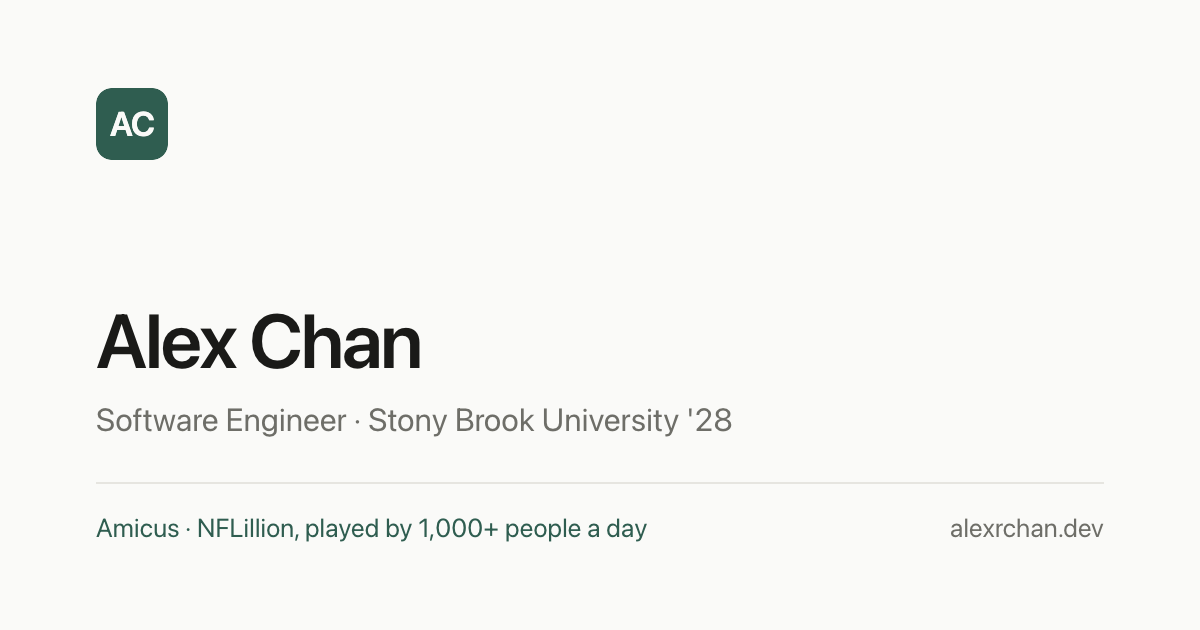 AC
Alex Chan
Software Engineer · Stony Brook University '28
Amicus · NFLillion, played by 1,000+ people a day
alexrchan.dev